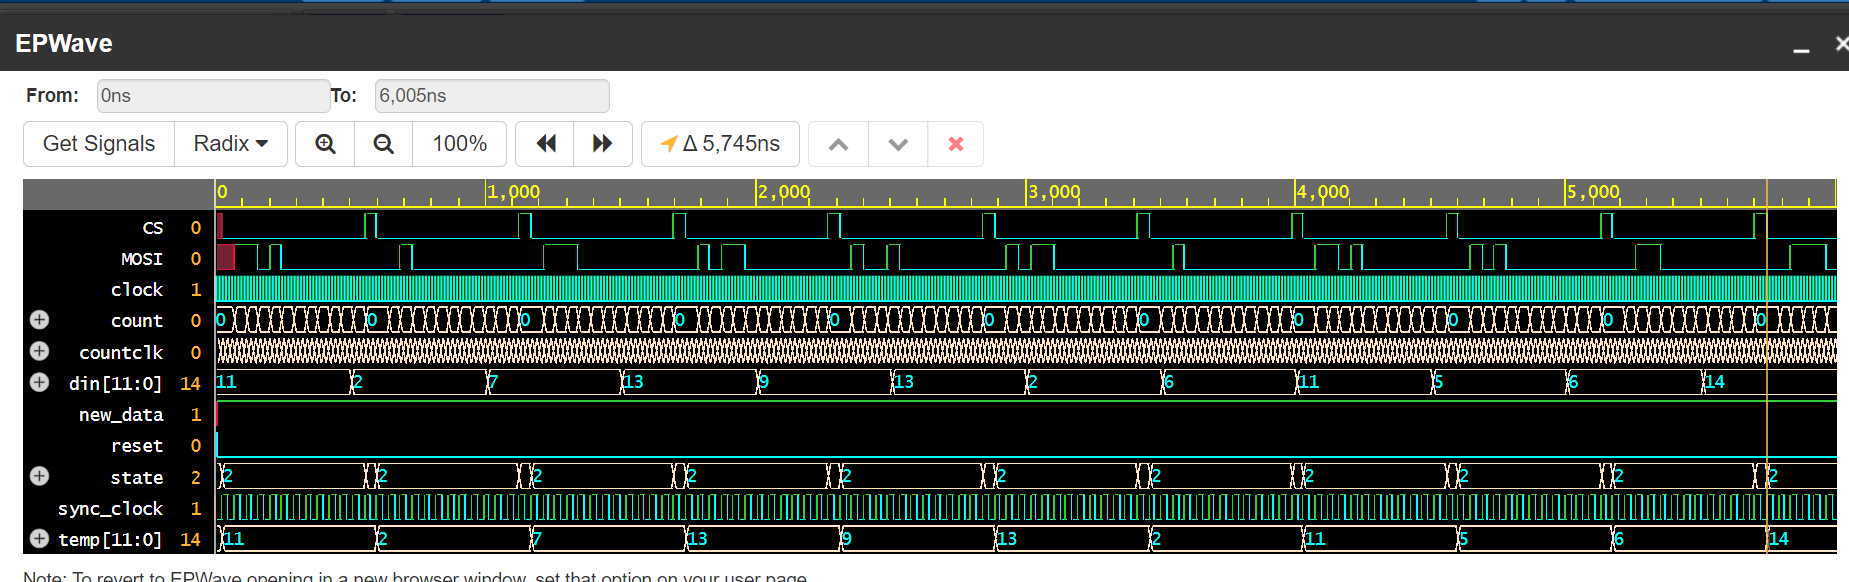 EPWave
From: 0ns To: 6,005ns
Get Signals Radix 100% Δ 5,745ns
0 1,000 2,000 3,000 4,000 5,000
CS 0
MOSI 0
clock 1
count 0 0 0 0 0 0 0 0 0 0 0 0
countclk 0
din[11:0] 14 11 2 7 13 9 13 2 6 11 5 6 14
new_data 1
reset 0
state 2 2 2 2 2 2 2 2 2 2 2 2
sync_clock 1
temp[11:0] 14 11 2 7 13 9 13 2 11 5 6 14
Note: To revert to EPWave opening in a new browser window, set that option on your user page.